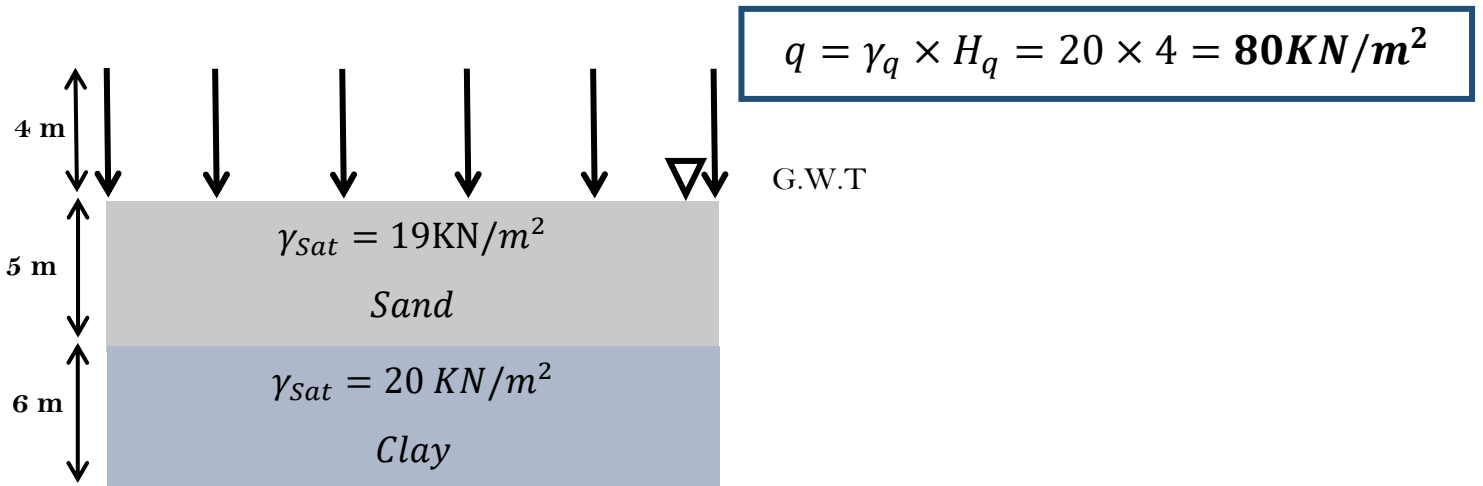 q = γ_q × H_q = 20 × 4 = 80KN/m²
4 m
G.W.T
γ_Sat = 19KN/m²
5 m
Sand
γ_Sat = 20 KN/m²
6 m
Clay